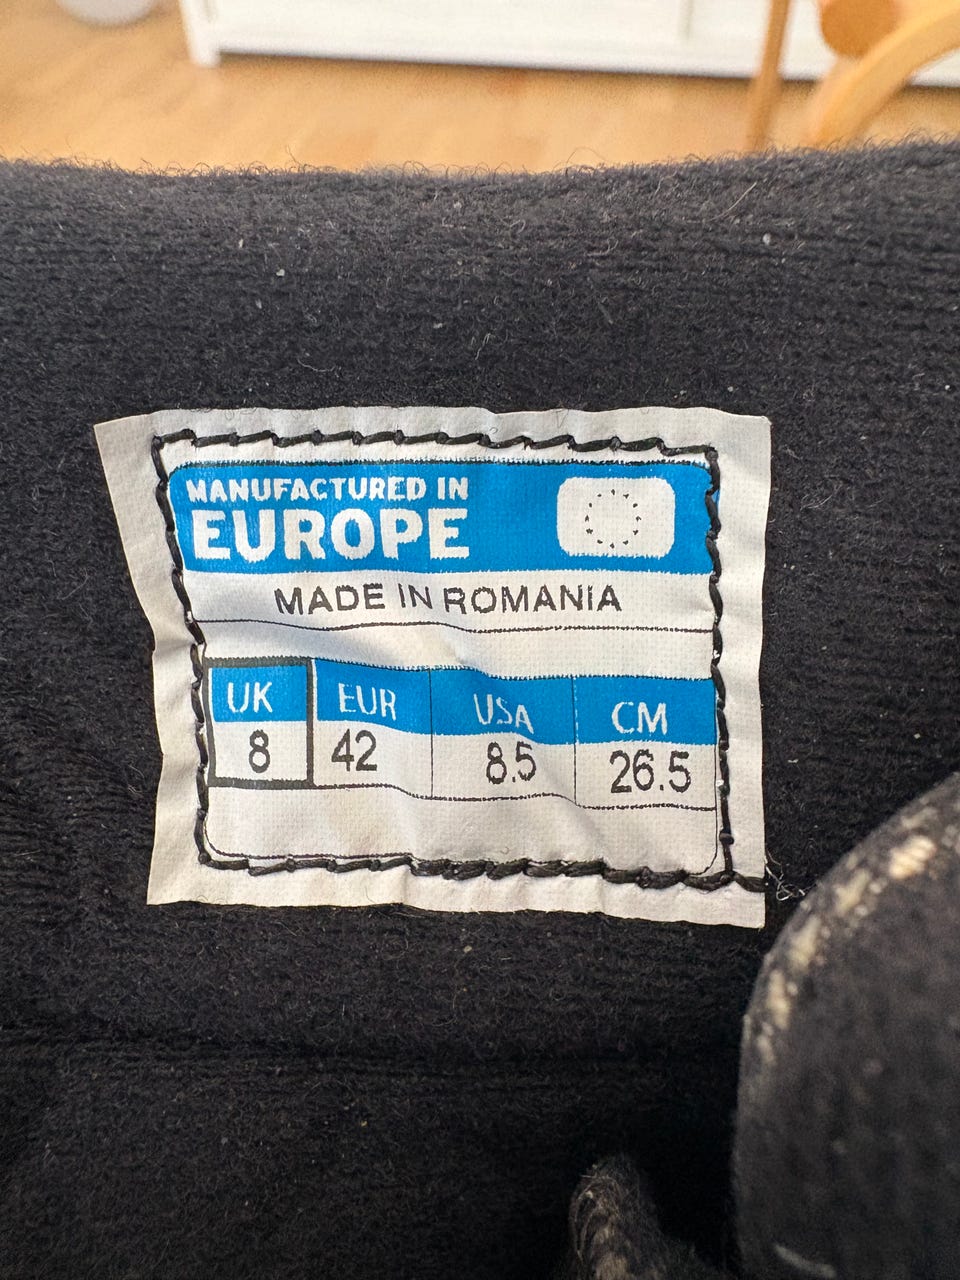 MANUFACTURED IN
EUROPE
MADE IN ROMANIA
UK EUR USA CM
8 42 8.5 26.5